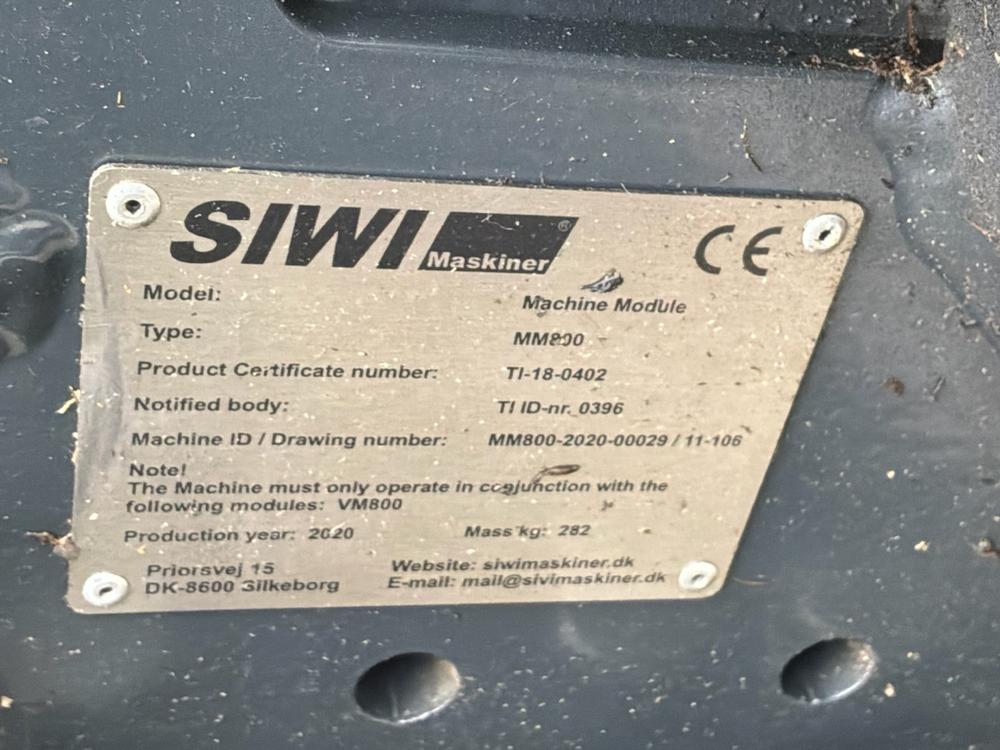 SIWI ®
Maskiner
CE
Model: Machine Module
Type: MM800
Product Certificate number: TI-18-0402
Notified body: TI ID-nr. 0396
Machine ID / Drawing number: MM800-2020-00029 / 11-106
Note!
The Machine must only operate in conjunction with the
following modules: VM800
Production year: 2020 Mass kg: 282
Priorsvej 15 Website: siwimaskiner.dk
DK-8600 Silkeborg E-mail: mail@siwimaskiner.dk